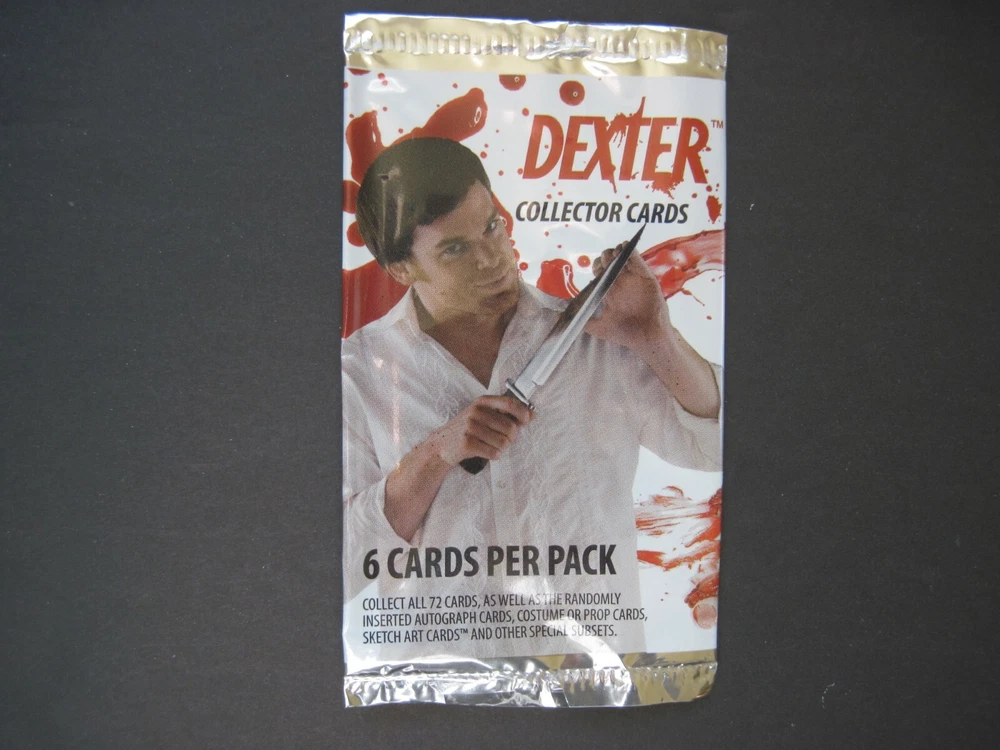 DEXTER™
COLLECTOR CARDS
6 CARDS PER PACK
COLLECT ALL 72 CARDS, AS WELL AS THE RANDOMLY
INSERTED AUTOGRAPH CARDS, COSTUME OR PROP CARDS,
SKETCH ART CARDS™ AND OTHER SPECIAL SUBSETS.